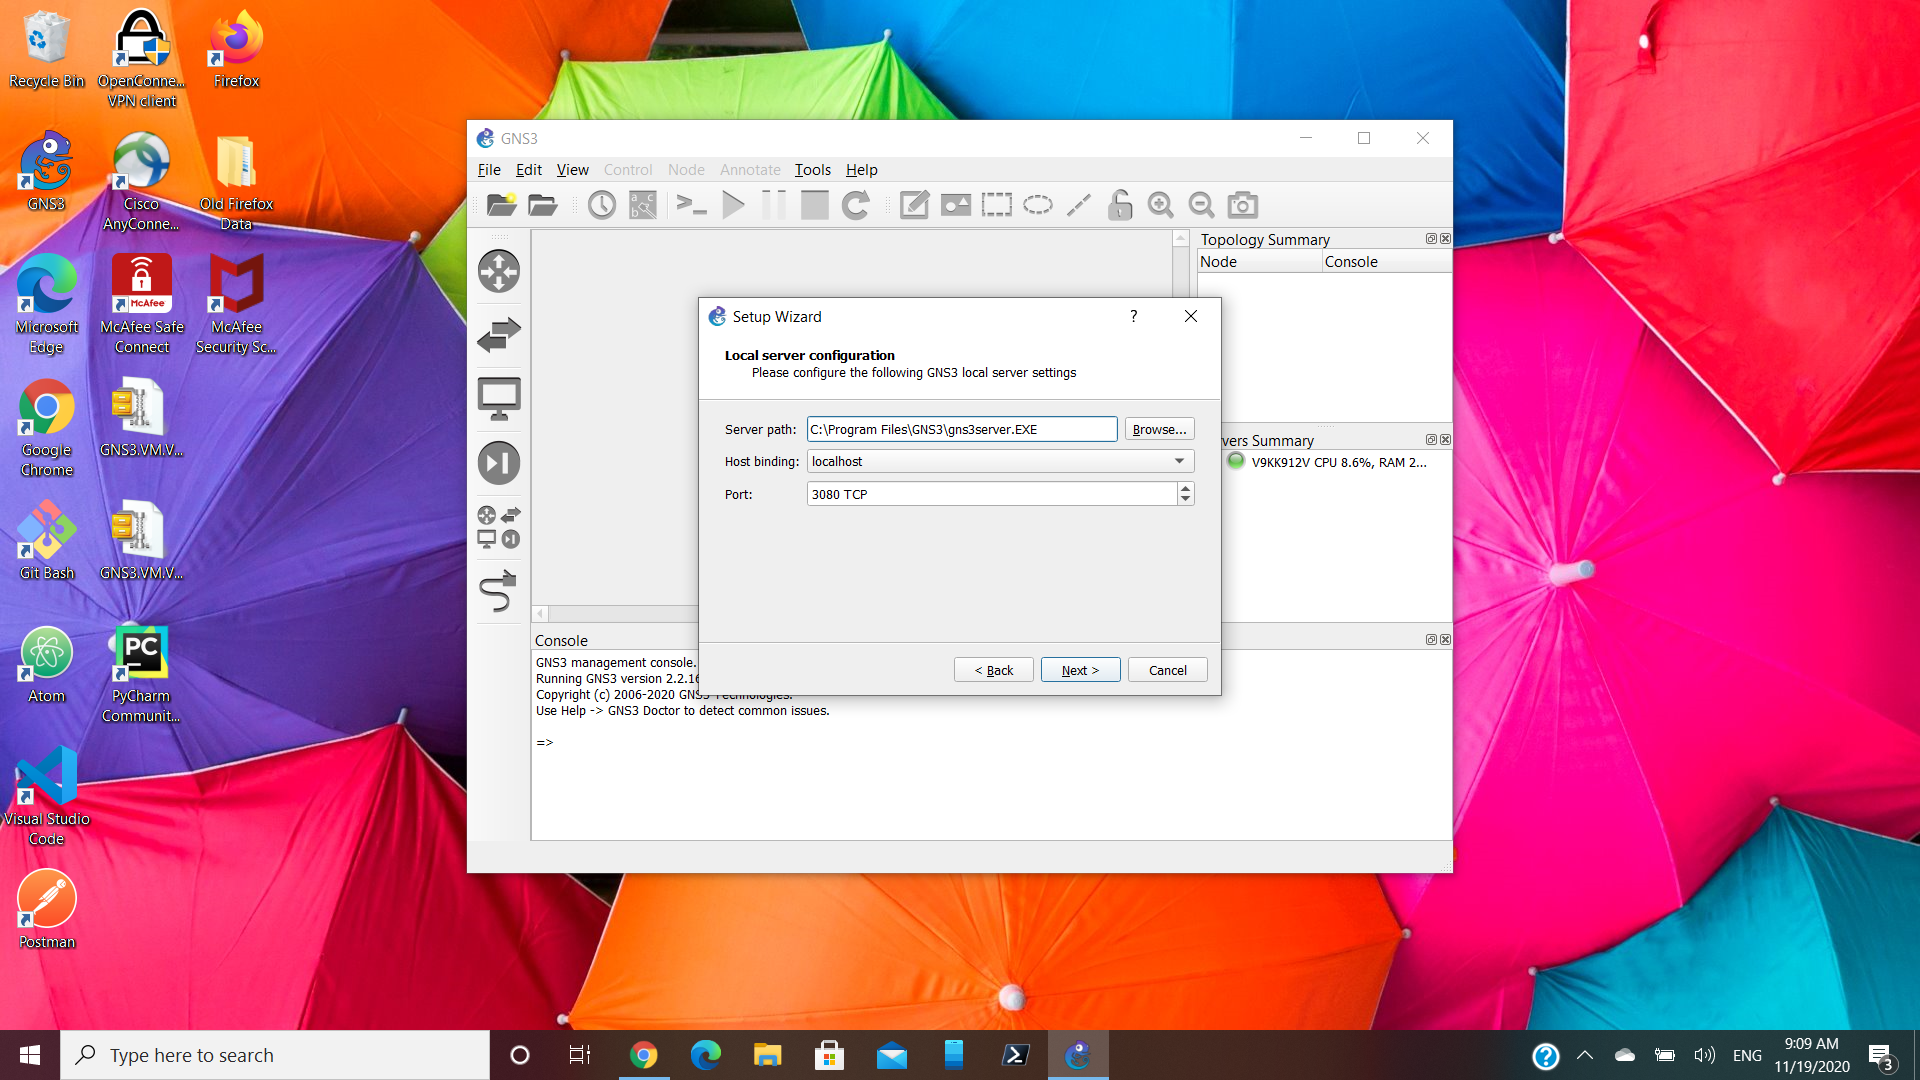 Recycle Bin
OpenConne...
VPN client
Firefox
GNS3
Cisco
AnyConne...
Old Firefox
Data
Microsoft
Edge
McAfee
McAfee Safe
Connect
McAfee
Security Sc...
Google
Chrome
GNS3.VM.V...
Git Bash
GNS3.VM.V...
Atom
PC
PyCharm
Communit...
Visual Studio
Code
Postman
GNS3
File Edit View Control Node Annotate Tools Help
Topology Summary
Node Console
Setup Wizard
?
Local server configuration
Please configure the following GNS3 local server settings
Server path: C:\Program Files\GNS3\gns3server.EXE Browse...
Host binding: localhost
Port: 3080 TCP
< Back Next > Cancel
vers Summary
V9KK912V CPU 8.6%, RAM 2...
Console
GNS3 management console.
Running GNS3 version 2.2.16
Copyright (c) 2006-2020 GNS3 Technologies.
Use Help -> GNS3 Doctor to detect common issues.
=>
Type here to search
ENG
9:09 AM
11/19/2020
3